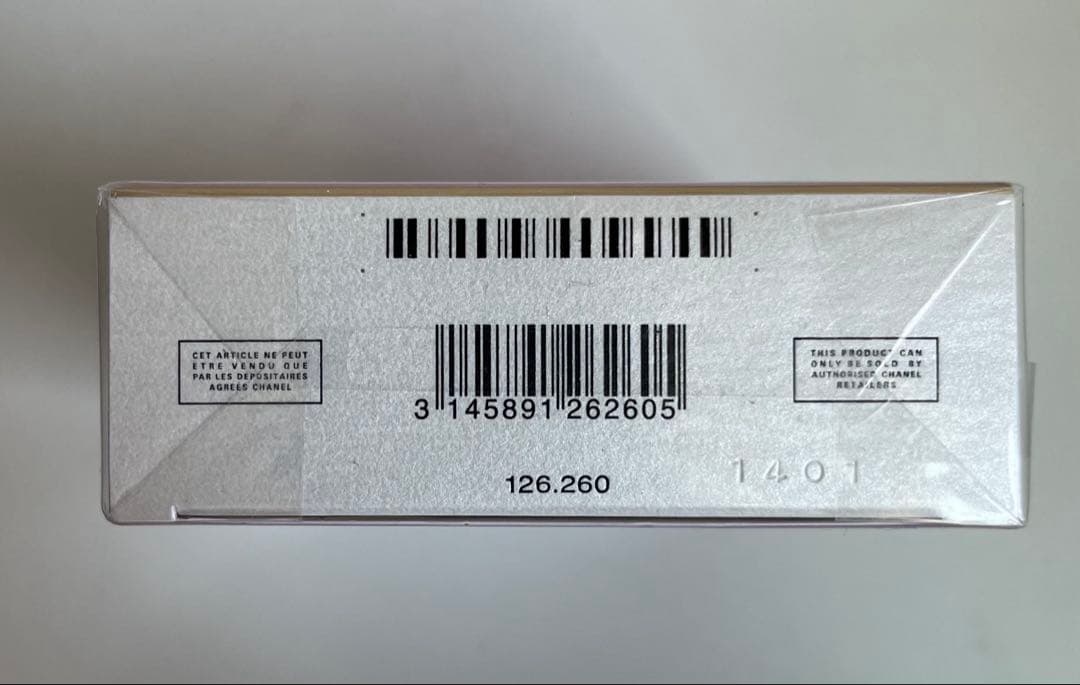 CET ARTICLE NE PEUT
ETRE VENDU QUE
PAR LES DEPOSITAIRES
AGREES CHANEL
THIS PRODUCT CAN
ONLY BE SOLD BY
AUTHORISED CHANEL
RETAILERS
3 145891 262605
126.260
1401